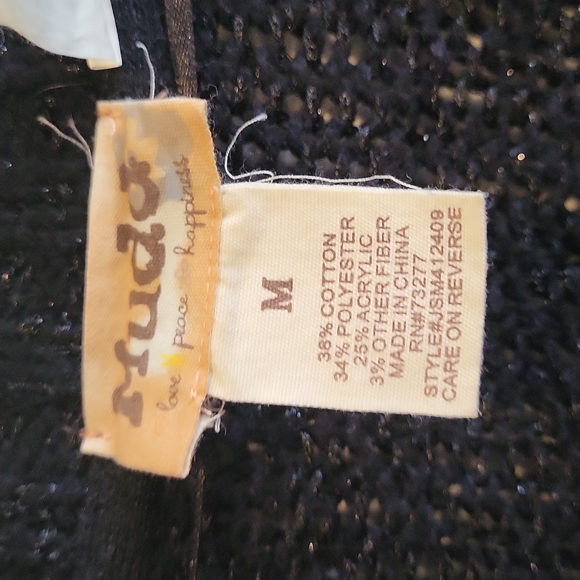 Mudd
love peace happiness
M
38% COTTON
34% POLYESTER
25% ACRYLIC
3% OTHER FIBER
MADE IN CHINA
RN#73277
STYLE#JSM412409
CARE ON REVERSE